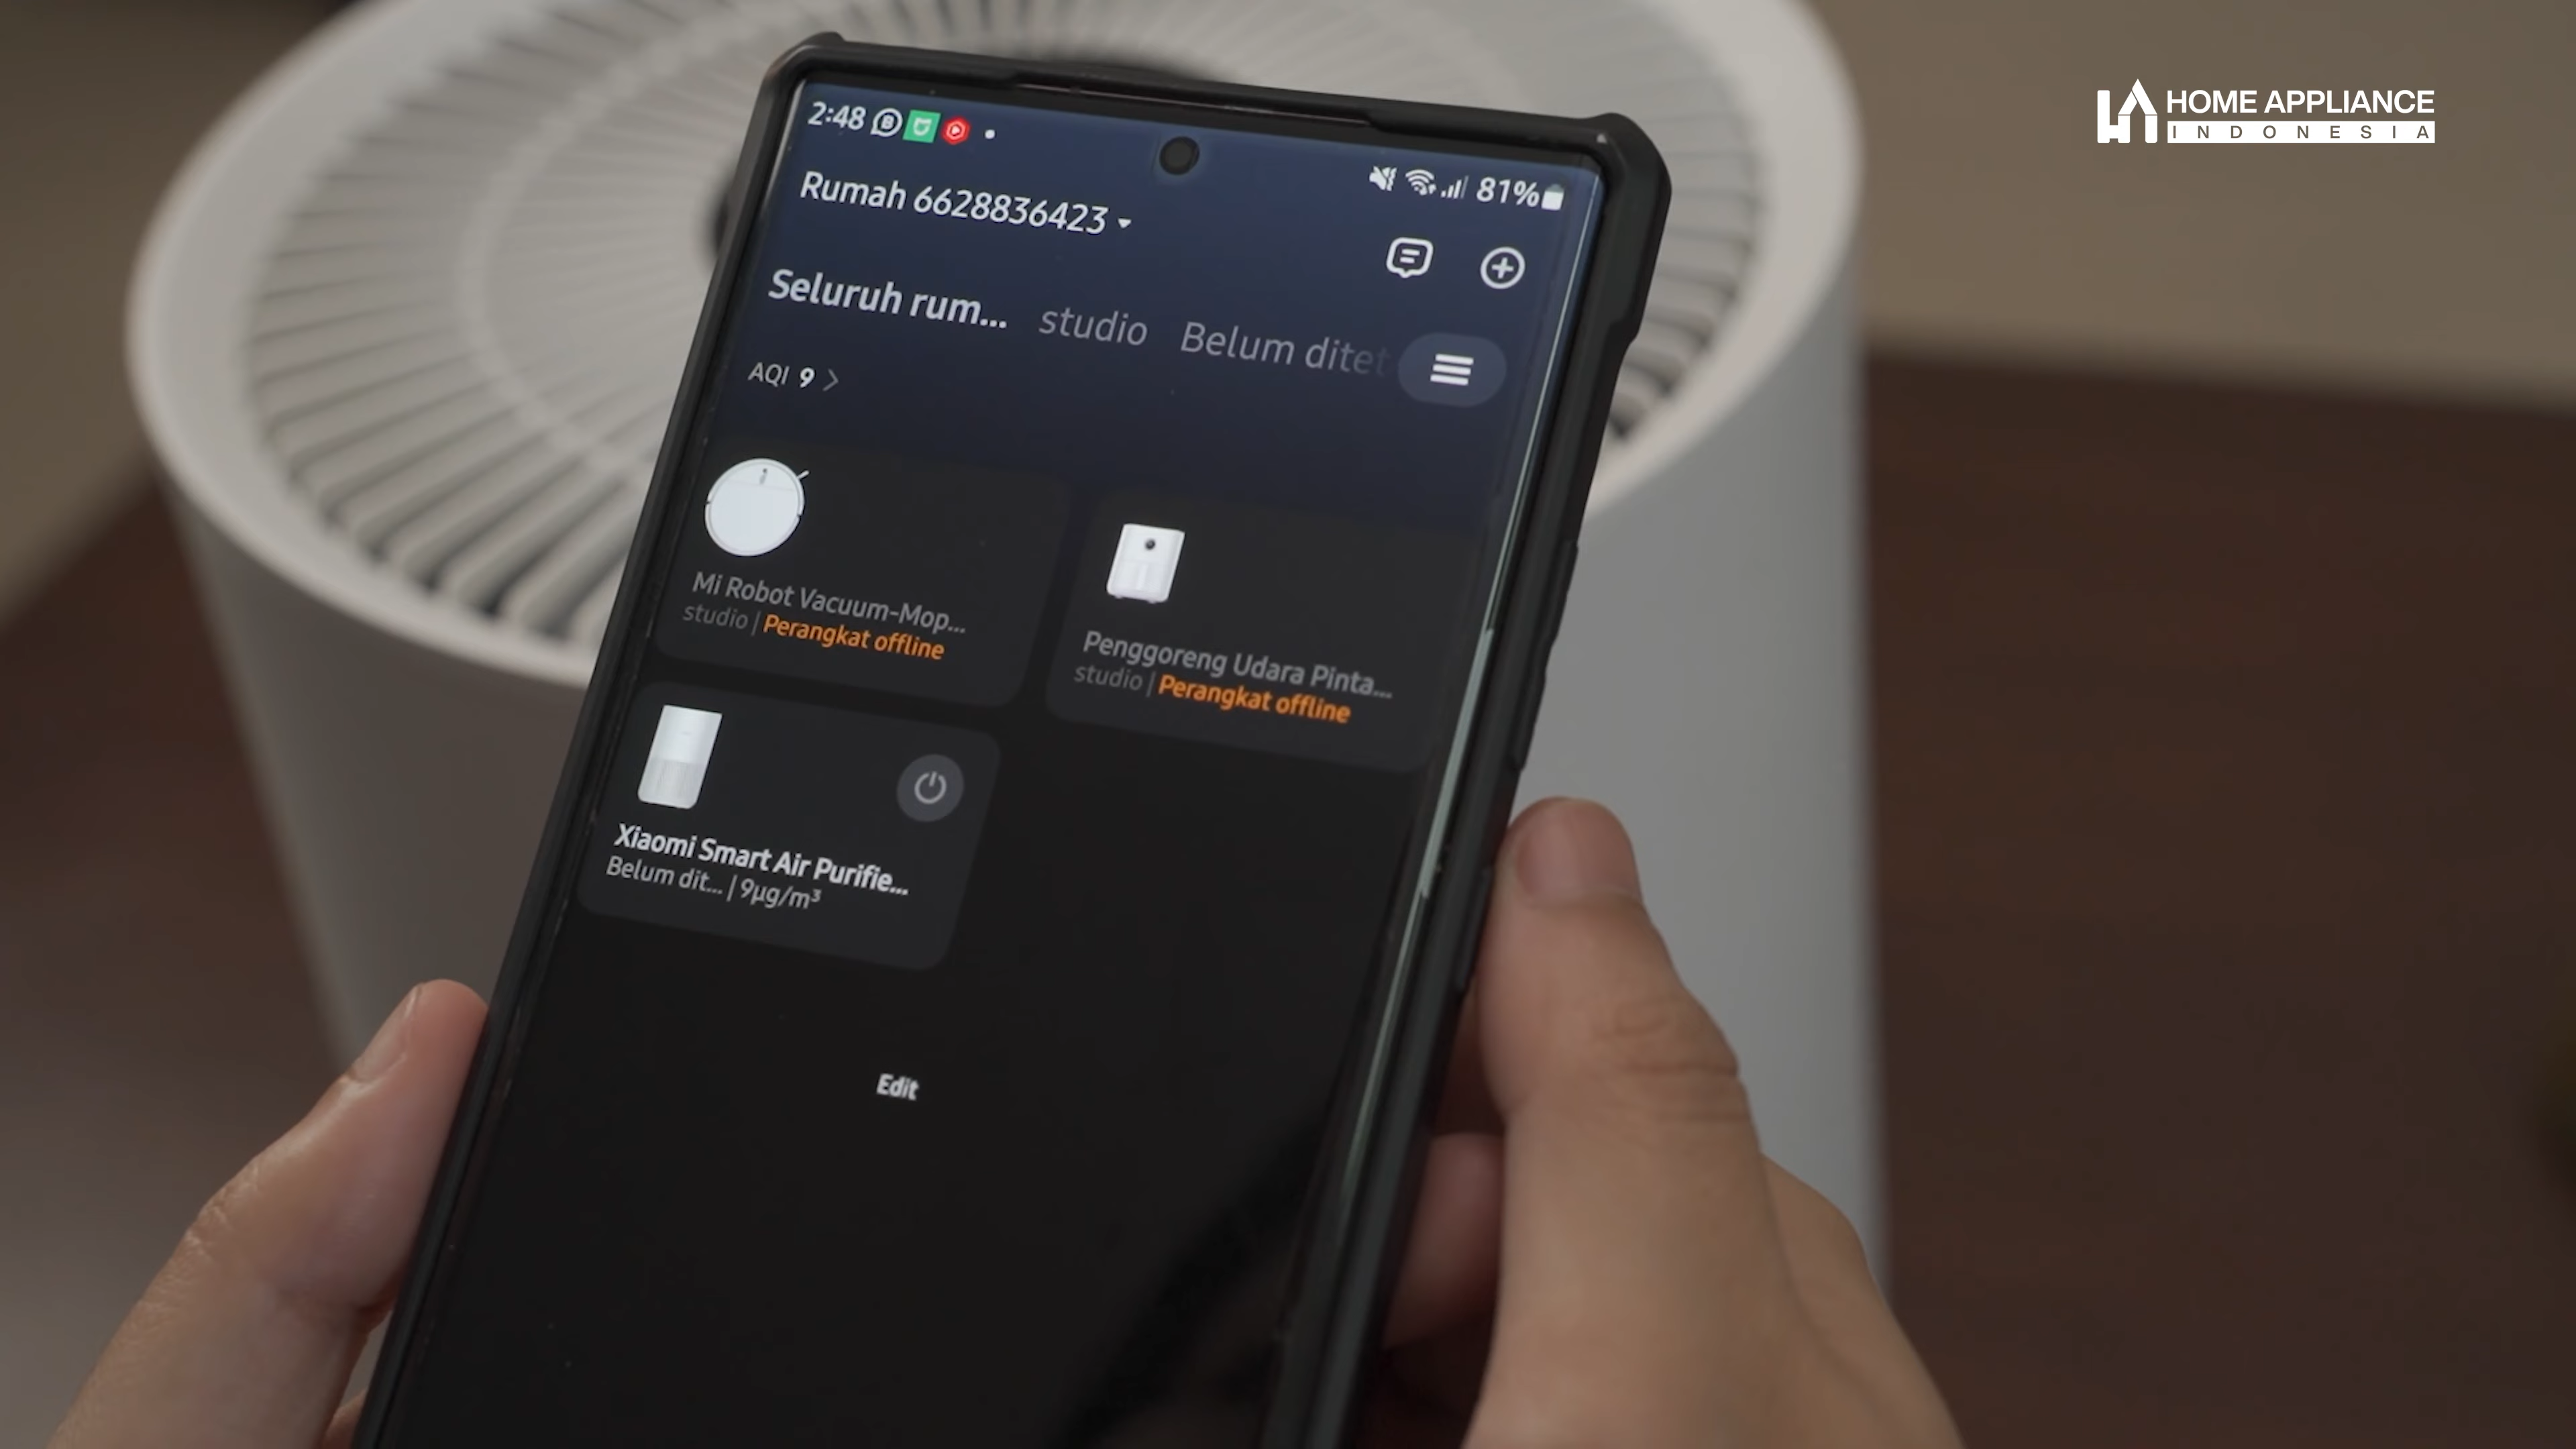 HOME APPLIANCE
INDONESIA
2:48
81%
Rumah 6628836423
Seluruh rum... studio Belum ditet
AQI 9
Mi Robot Vacuum-Mop...
studio | Perangkat offline
Penggoreng Udara Pinta...
studio | Perangkat offline
Xiaomi Smart Air Purifie...
Belum dit... | 9µg/m³
Edit